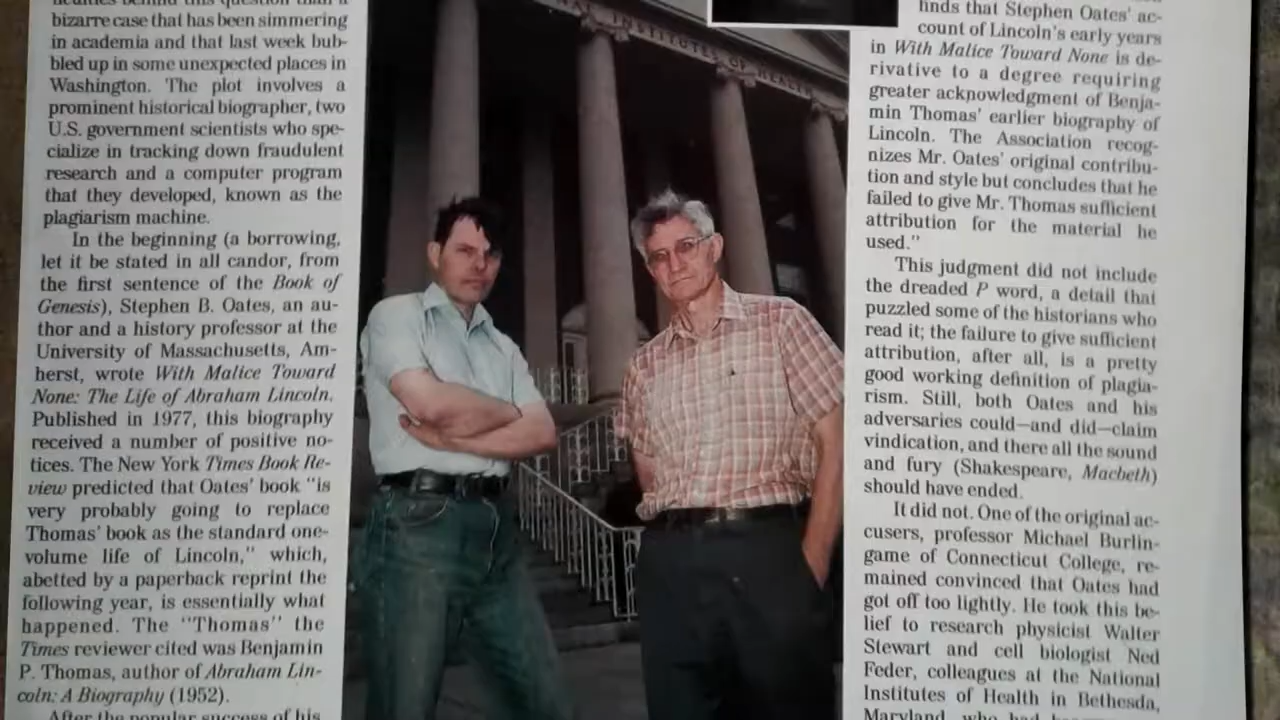 bizarre case that has been simmering
in academia and that last week bub-
bled up in some unexpected places in
Washington. The plot involves a
prominent historical biographer, two
U.S. government scientists who spe-
cialize in tracking down fraudulent
research and a computer program
that they developed, known as the
plagiarism machine.
In the beginning (a borrowing,
let it be stated in all candor, from
the first sentence of the Book of
Genesis), Stephen B. Oates, an au-
thor and a history professor at the
University of Massachusetts, Am-
herst, wrote With Malice Toward
None: The Life of Abraham Lincoln.
Published in 1977, this biography
received a number of positive no-
tices. The New York Times Book Re-
view predicted that Oates' book "is
very probably going to replace
Thomas' book as the standard one-
volume life of Lincoln," which,
abetted by a paperback reprint the
following year, is essentially what
happened. The "Thomas" the
Times reviewer cited was Benjamin
P. Thomas, author of Abraham Lin-
coln: A Biography (1952).
After the popular success of his
NAL INSTITUTES OF HEALTH
finds that Stephen Oates' ac-
count of Lincoln's early years
in With Malice Toward None is de-
rivative to a degree requiring
greater acknowledgment of Benja-
min Thomas' earlier biography of
Lincoln. The Association recog-
nizes Mr. Oates' original contribu-
tion and style but concludes that he
failed to give Mr. Thomas sufficient
attribution for the material he
used."
This judgment did not include
the dreaded P word, a detail that
puzzled some of the historians who
read it; the failure to give sufficient
attribution, after all, is a pretty
good working definition of plagia-
rism. Still, both Oates and his
adversaries could—and did—claim
vindication, and there all the sound
and fury (Shakespeare, Macbeth)
should have ended.
It did not. One of the original ac-
cusers, professor Michael Burlin-
game of Connecticut College, re-
mained convinced that Oates had
got off too lightly. He took this be-
lief to research physicist Walter
Stewart and cell biologist Ned
Feder, colleagues at the National
Institutes of Health in Bethesda,
Maryland, who had